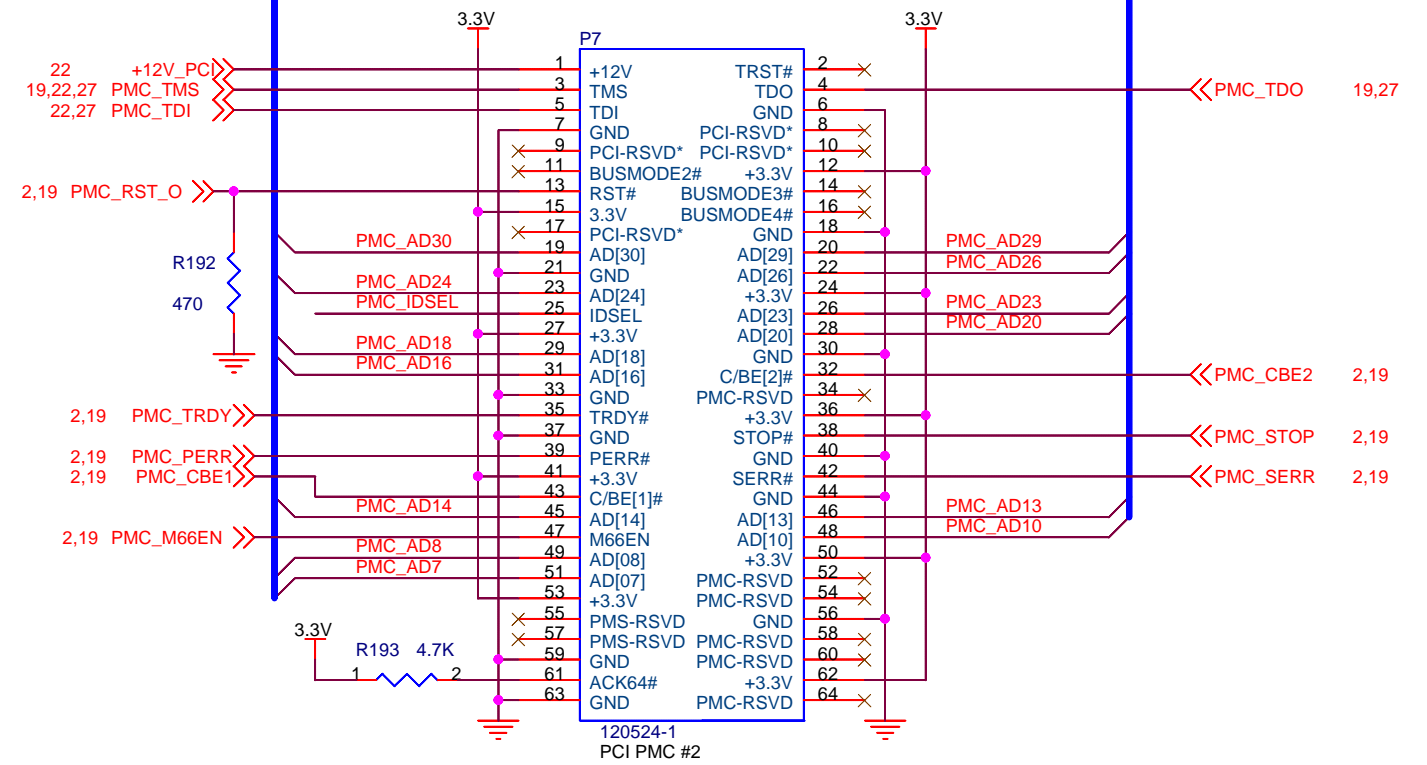 3.3V 3.3V
P7
22 +12V_PCI 1 +12V TRST# 2
19,22,27 PMC_TMS 3 TMS TDO 4 PMC_TDO 19,27
22,27 PMC_TDI 5 TDI GND 6
7 GND PCI-RSVD* 8
9 PCI-RSVD* PCI-RSVD* 10
11 BUSMODE2# +3.3V 12
2,19 PMC_RST_O 13 RST# BUSMODE3# 14
15 3.3V BUSMODE4# 16
17 PCI-RSVD* GND 18
PMC_AD30 19 AD[30] AD[29] 20 PMC_AD29
R192 21 GND AD[26] 22 PMC_AD26
PMC_AD24 23 AD[24] +3.3V 24
470 PMC_IDSEL 25 IDSEL AD[23] 26 PMC_AD23
27 +3.3V AD[20] 28 PMC_AD20
PMC_AD18 29 AD[18] GND 30
PMC_AD16 31 AD[16] C/BE[2]# 32 PMC_CBE2 2,19
33 GND PMC-RSVD 34
2,19 PMC_TRDY 35 TRDY# +3.3V 36
37 GND STOP# 38 PMC_STOP 2,19
2,19 PMC_PERR 39 PERR# GND 40
2,19 PMC_CBE1 41 +3.3V SERR# 42 PMC_SERR 2,19
43 C/BE[1]# GND 44
PMC_AD14 45 AD[14] AD[13] 46 PMC_AD13
2,19 PMC_M66EN 47 M66EN AD[10] 48 PMC_AD10
PMC_AD8 49 AD[08] +3.3V 50
PMC_AD7 51 AD[07] PMC-RSVD 52
53 +3.3V PMC-RSVD 54
55 PMS-RSVD GND 56
3.3V 57 PMS-RSVD PMC-RSVD 58
R193 4.7K 59 GND PMC-RSVD 60
1 2 61 ACK64# +3.3V 62
63 GND PMC-RSVD 64
120524-1
PCI PMC #2